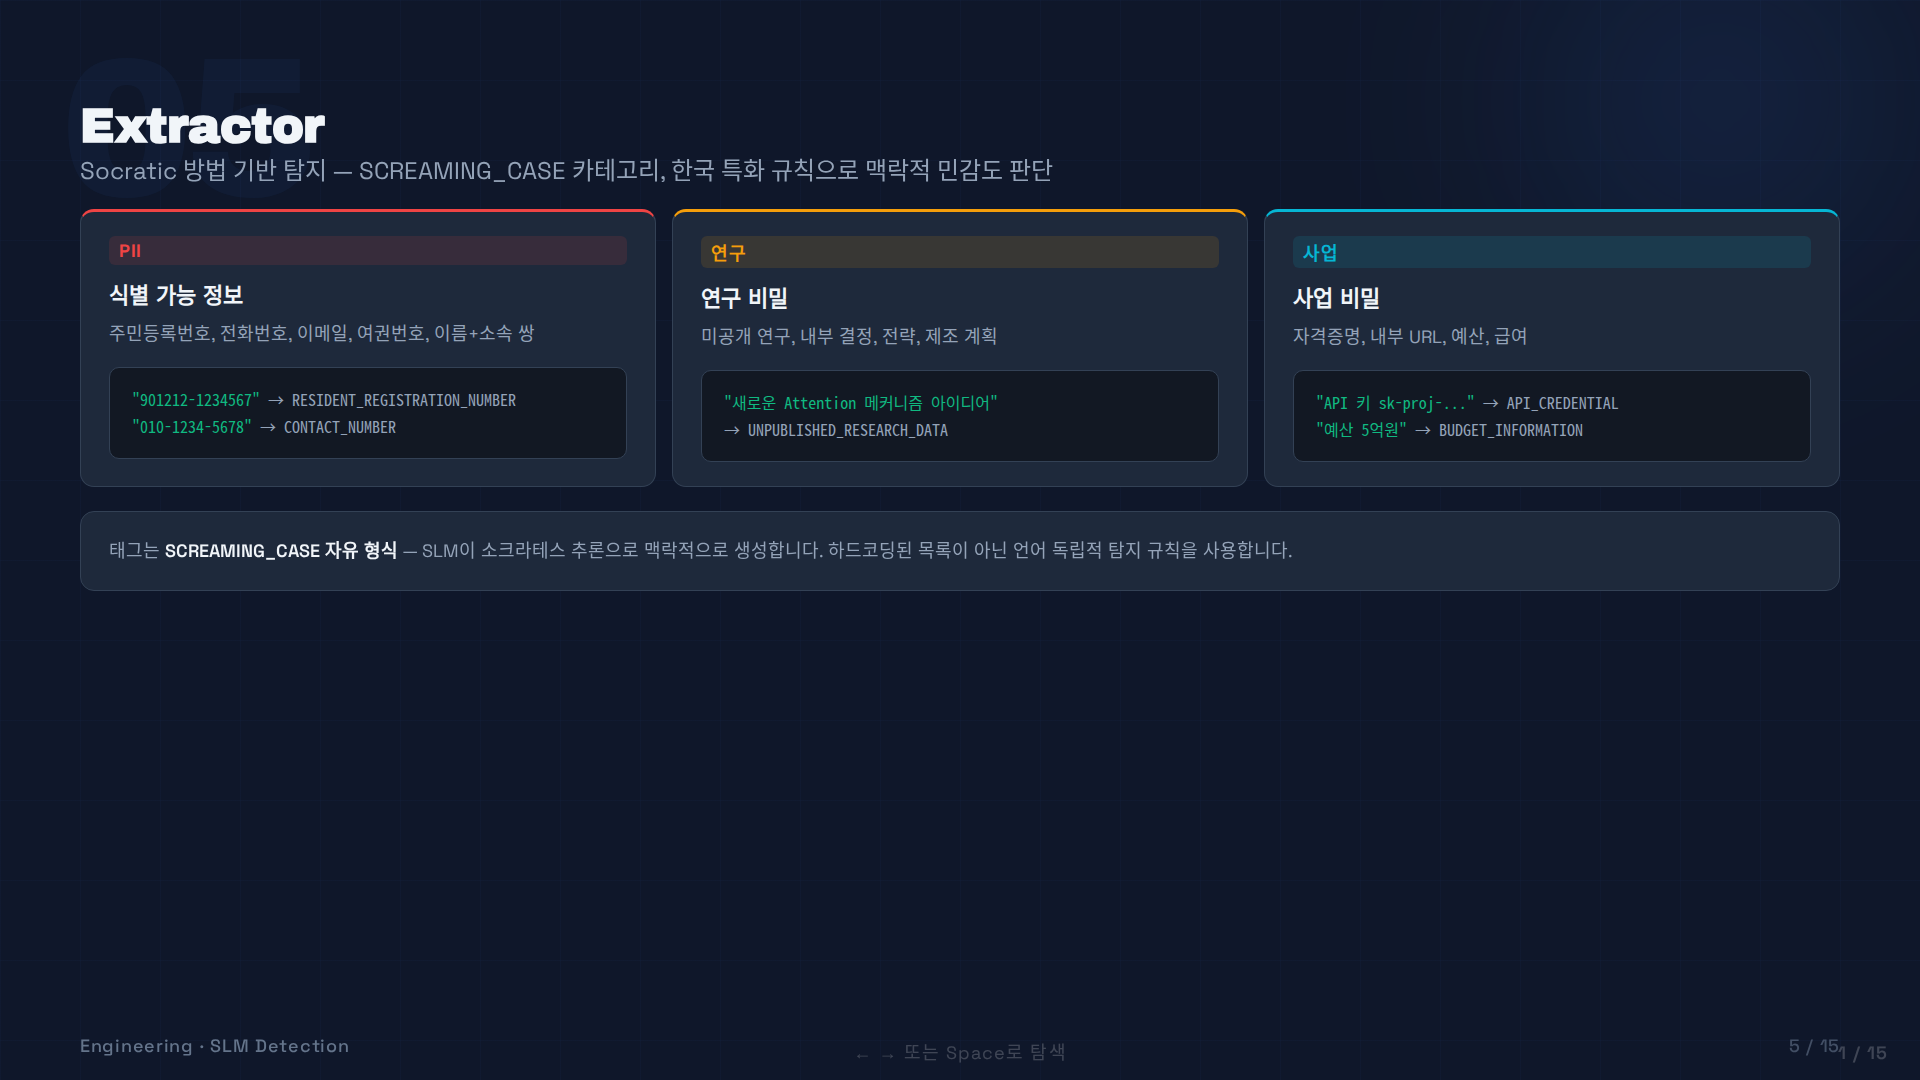 05
Extractor
Socratic 방법 기반 탐지 — SCREAMING_CASE 카테고리, 한국 특화 규칙으로 맥락적 민감도 판단
PII
식별 가능 정보
주민등록번호, 전화번호, 이메일, 여권번호, 이름+소속 쌍
"901212-1234567" → RESIDENT_REGISTRATION_NUMBER
"010-1234-5678" → CONTACT_NUMBER
연구
연구 비밀
미공개 연구, 내부 결정, 전략, 제조 계획
"새로운 Attention 메커니즘 아이디어"
→ UNPUBLISHED_RESEARCH_DATA
사업
사업 비밀
자격증명, 내부 URL, 예산, 급여
"API 키 sk-proj-..." → API_CREDENTIAL
"예산 5억원" → BUDGET_INFORMATION
태그는 SCREAMING_CASE 자유 형식 — SLM이 소크라테스 추론으로 맥락적으로 생성합니다. 하드코딩된 목록이 아닌 언어 독립적 탐지 규칙을 사용합니다.
Engineering · SLM Detection
← → 또는 Space로 탐색
5 / 15
1 / 15